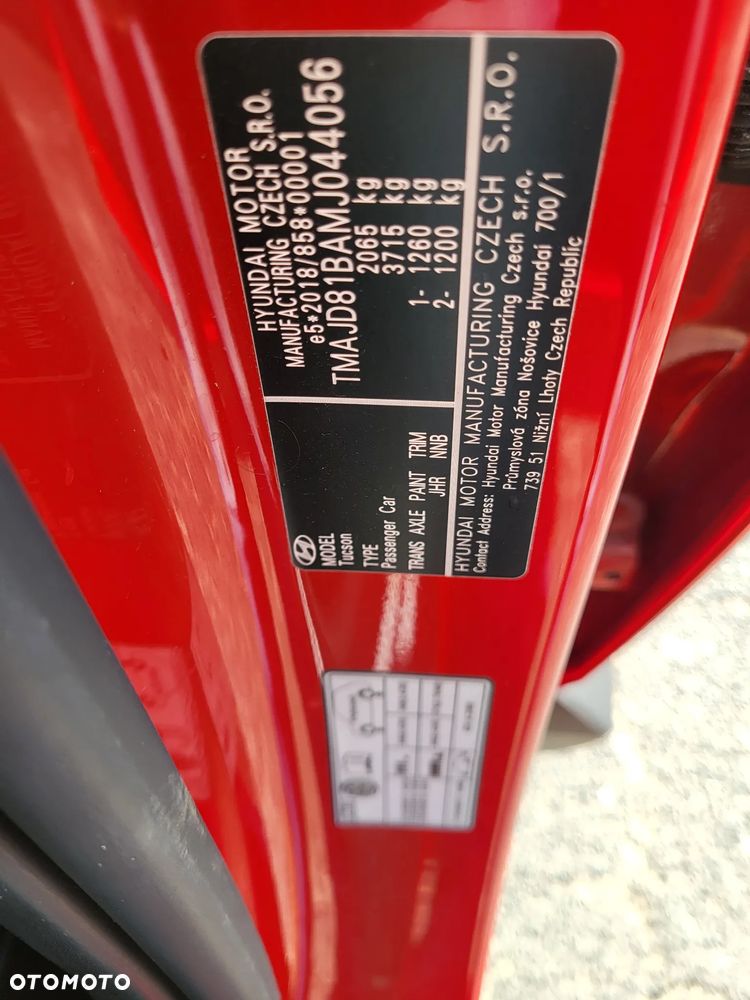 HYUNDAI MOTOR
MANUFACTURING CZECH S.R.O.
e5*2018/858*00001
TMAJD81BAMJ044056
2065 kg
3715 kg
1- 1260 kg
2- 1200 kg
MODEL
Tucson
TYPE
Passenger Car
TRANS AXLE PAINT TRIM
JHR NNB
HYUNDAI MOTOR MANUFACTURING CZECH S.R.O.
Contact Address: Hyundai Motor Manufacturing Czech s.r.o.
Průmyslová zóna Nošovice Hyundai 700/1
739 51 Nižní Lhoty Czech Republic
OTOMOTO